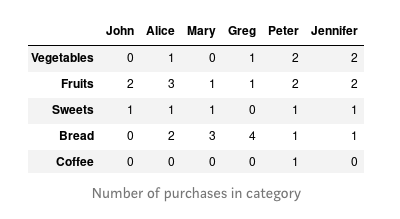 John Alice Mary Greg Peter Jennifer
Vegetables 0 1 0 1 2 2
Fruits 2 3 1 1 2 2
Sweets 1 1 1 0 1 1
Bread 0 2 3 4 1 1
Coffee 0 0 0 0 1 0
Number of purchases in category